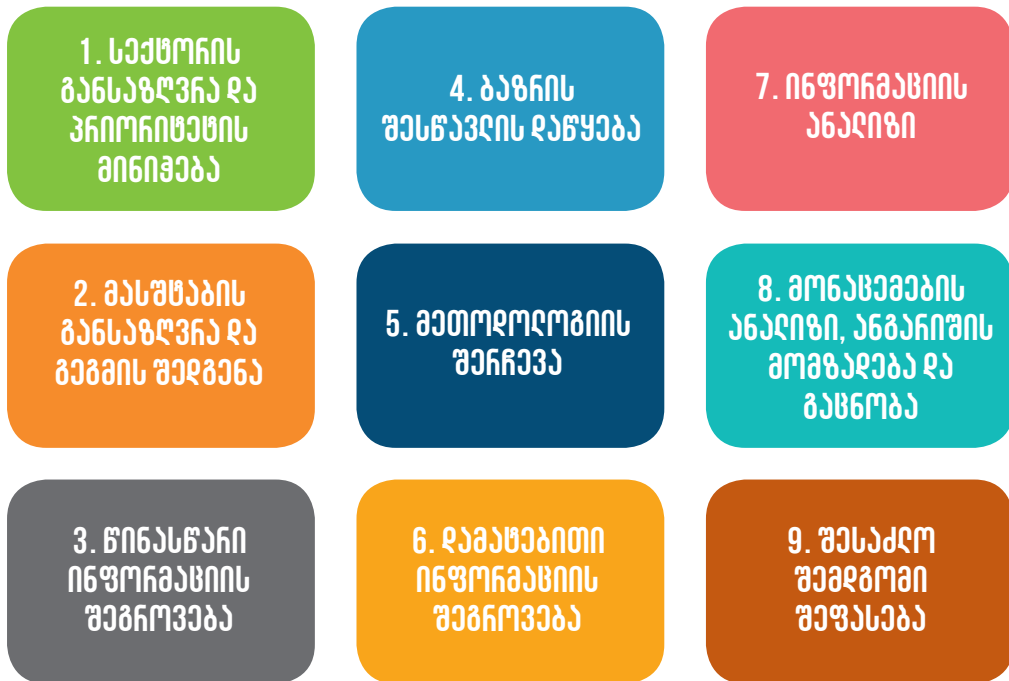 1. სექტორის
განსაზღვრა და
პრიორიტეტის
მინიჭება
2. მასშტაბის
განსაზღვრა და
გეგმის შედგენა
3. წინასწარი
ინფორმაციის
შეგროვება
4. ბაზრის
შესწავლის დაწყება
5. მეთოდოლოგიის
შერჩევა
6. დამატებითი
ინფორმაციის
შეგროვება
7. ინფორმაციის
ანალიზი
8. მონაცემების
ანალიზი, ანგარიშის
მომზადება და
გაცნობა
9. შესაძლო
შემდგომი
შეფასება